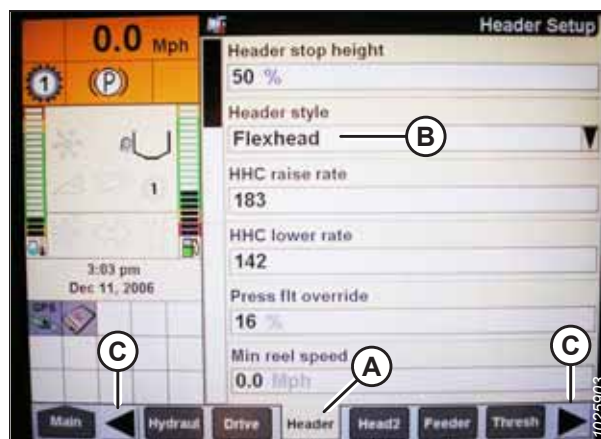 0.0 Mph
Header Setup
Header stop height
50 %
1
P
Header style
Flexhead
B
HHC raise rate
183
1
HHC lower rate
142
3:03 pm
Dec 11, 2006
Press flt override
16 %
GPS
Min reel speed
0.0 Mph
A
C
C
Main
Hydraul
Drive
Header
Head2
Feeder
Thresh
1025903